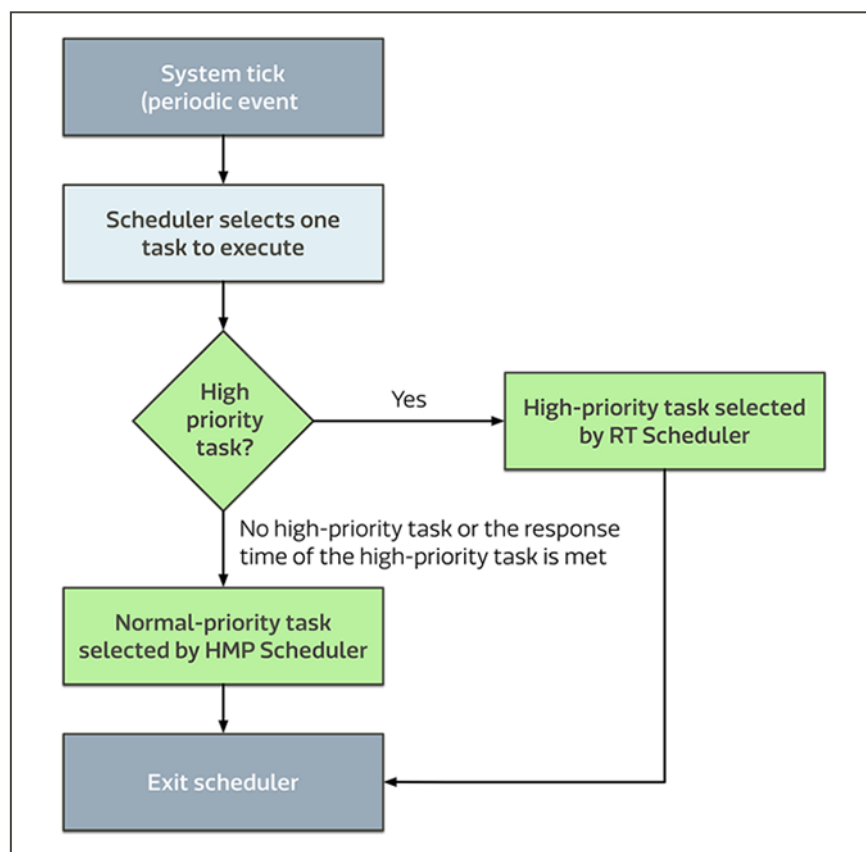 System tick
(periodic event
Scheduler selects one
task to execute
High
priority
task?
Yes
High-priority task selected
by RT Scheduler
No high-priority task or the response
time of the high-priority task is met
Normal-priority task
selected by HMP Scheduler
Exit scheduler